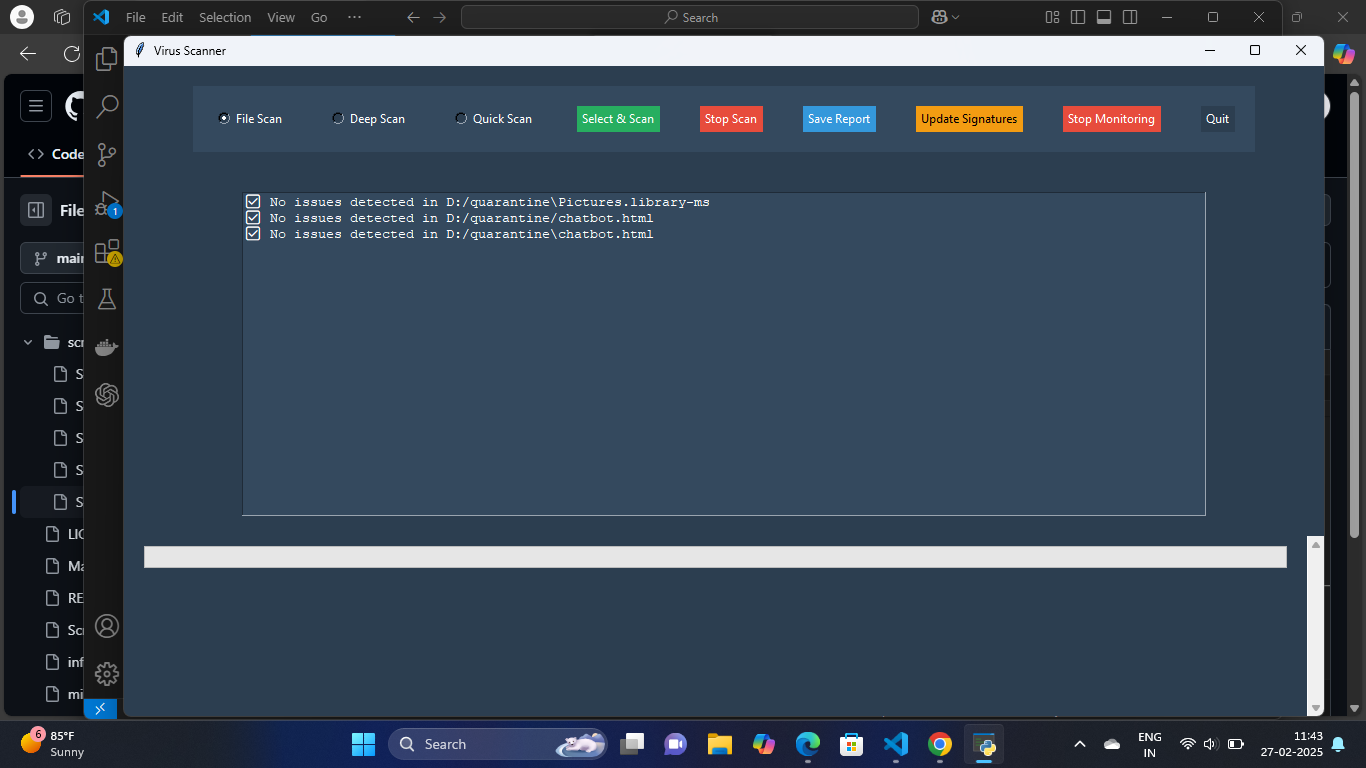 File Edit Selection View Go ··· Search
Virus Scanner
File Scan Deep Scan Quick Scan Select & Scan Stop Scan Save Report Update Signatures Stop Monitoring Quit
Code
File
main
Go t
1
No issues detected in D:/quarantine\Pictures.library-ms
No issues detected in D:/quarantine/chatbot.html
No issues detected in D:/quarantine\chatbot.html
scr
S
S
S
S
S
LIC
Ma
RE
Scr
inf
mi
6
85°F
Sunny
Search
ENG
IN
11:43
27-02-2025